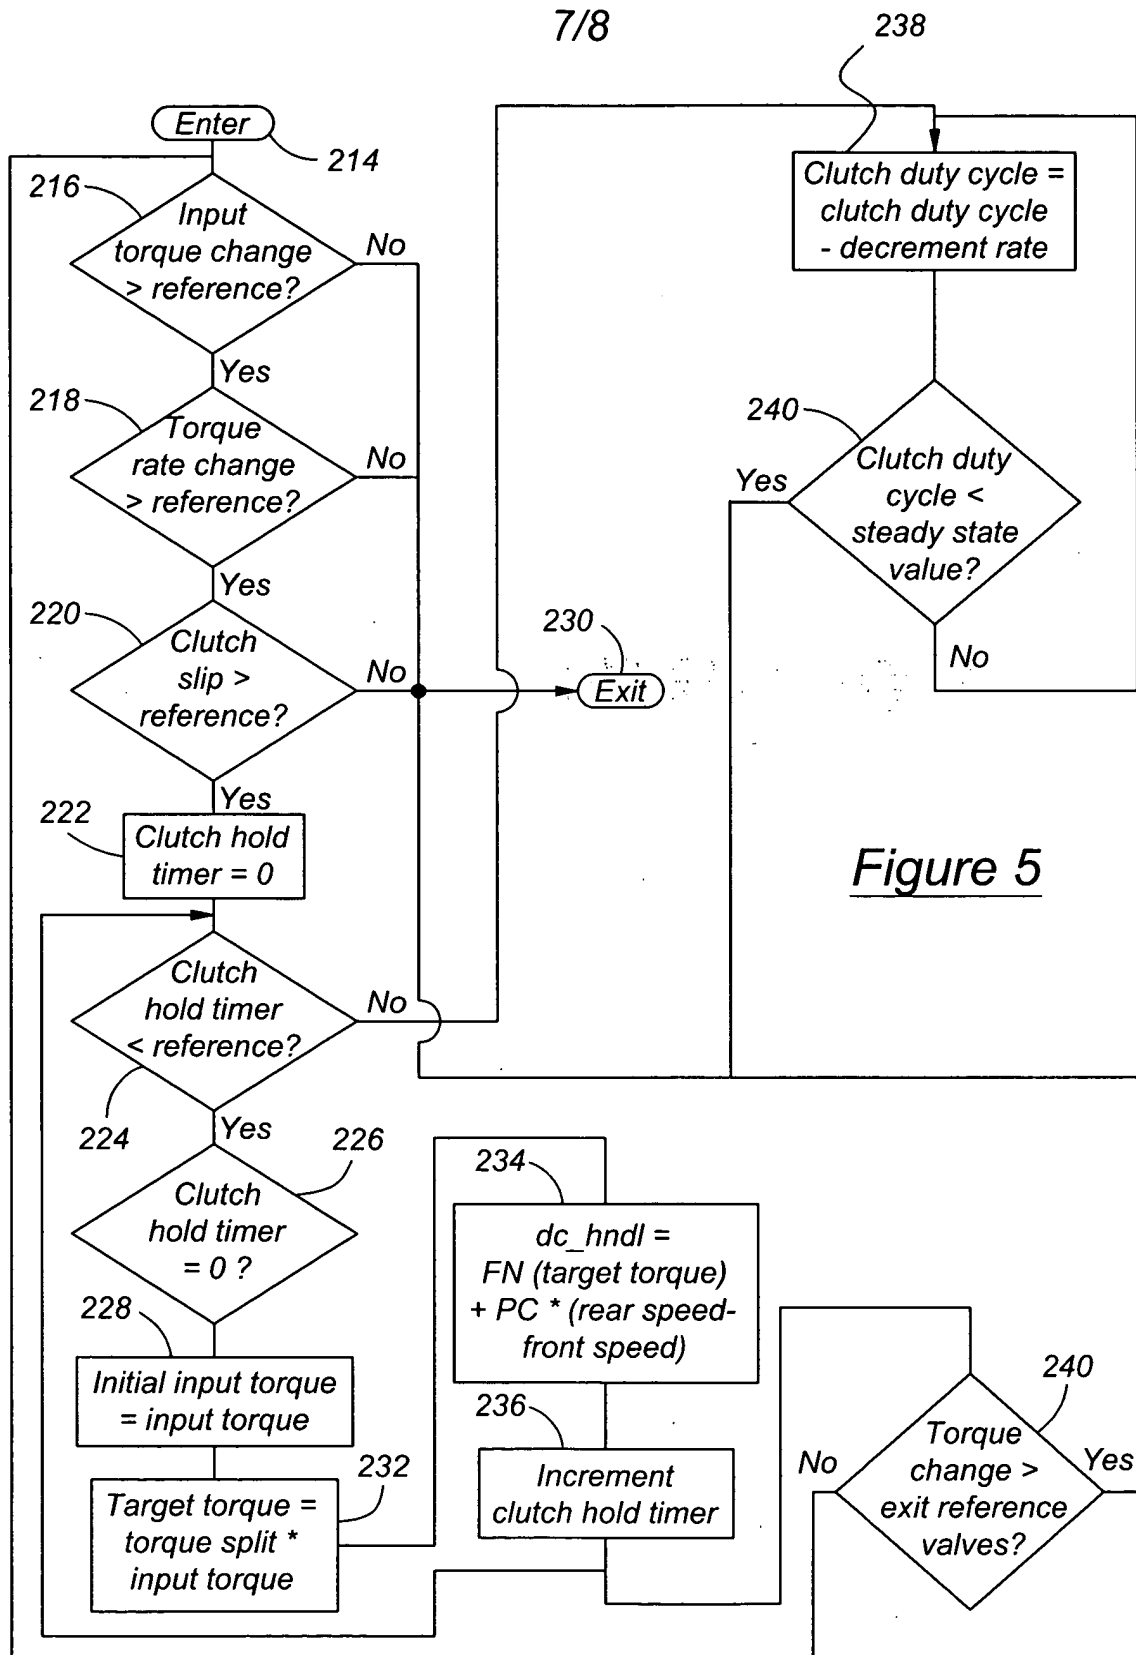 7/8
238
Enter
214
216
Input
torque change
> reference?
No
Yes
218
Torque
rate change
> reference?
No
Yes
220
Clutch
slip >
reference?
No
Yes
222
Clutch hold
timer = 0
Clutch
hold timer
< reference?
No
224
Yes
226
Clutch
hold timer
= 0 ?
228
Initial input torque
= input torque
232
Target torque =
torque split *
input torque
234
dc_hndl =
FN (target torque)
+ PC * (rear speed-
front speed)
236
Increment
clutch hold timer
240
Torque
change >
exit reference
valves?
No
Yes
Clutch duty cycle =
clutch duty cycle
- decrement rate
240
Clutch duty
cycle <
steady state
value?
Yes
No
230
Exit
Figure 5